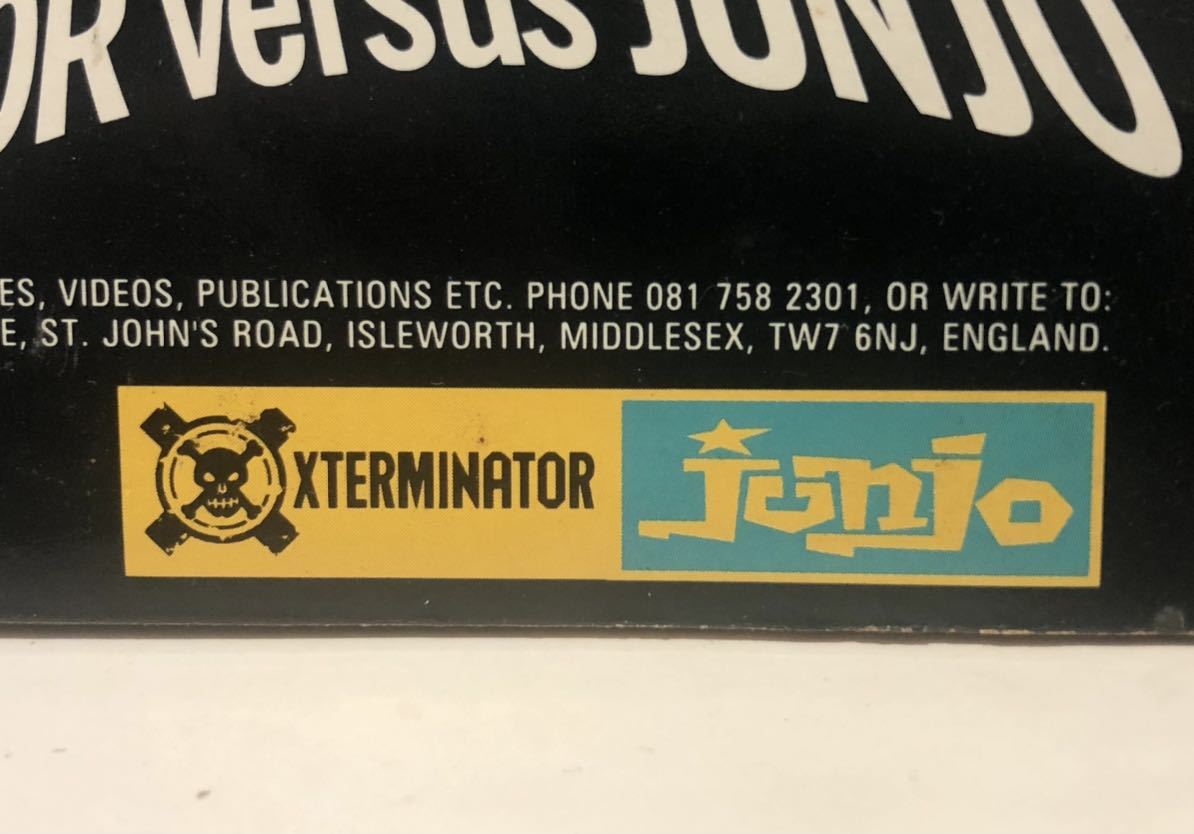 OR versus JUNJO
ES, VIDEOS, PUBLICATIONS ETC. PHONE 081 758 2301, OR WRITE TO:
E, ST. JOHN'S ROAD, ISLEWORTH, MIDDLESEX, TW7 6NJ, ENGLAND.
XTERMINATOR junjo